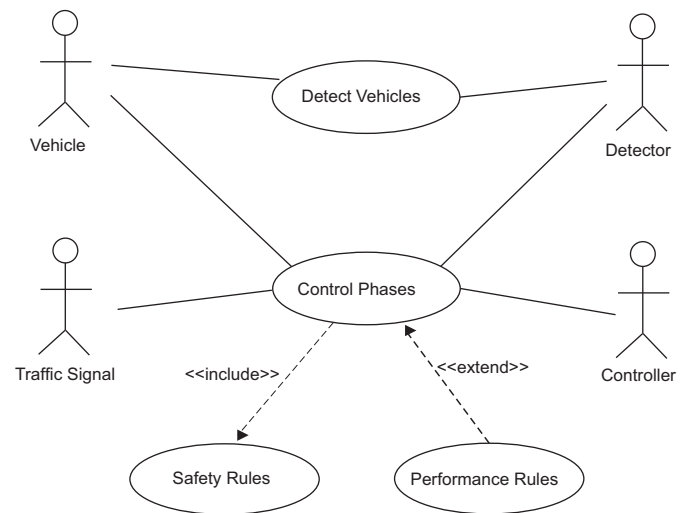 Detect Vehicles
Vehicle
Detector
Control Phases
Traffic Signal
<<include>>
<<extend>>
Controller
Safety Rules
Performance Rules